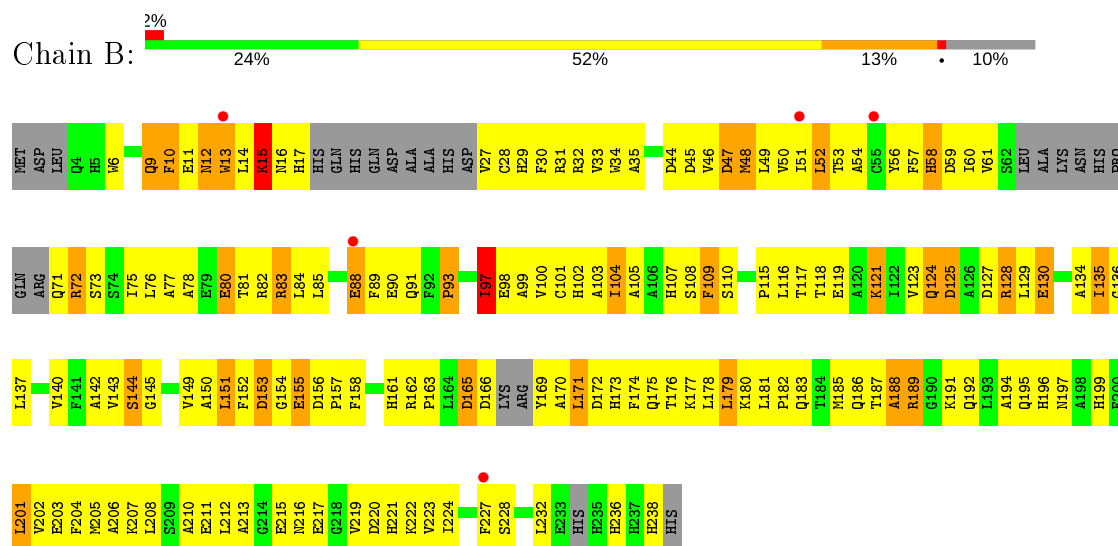 2%
Chain B:
24% 52% 13% • 10%
MET ASP LEU Q4 H5 W6 Q9 F10 E11 N12 W13 L14 K15 N16 H17 HIS GLN HIS GLN ASP ALA ALA HIS ASP V27 C28 H29 F30 R31 R32 V33 W34 A35 D44 D45 V46 D47 M48 L49 V50 I51 L52 T53 A54 C55 Y56 F57 H58 D59 I60 V61 S62 LEU ALA LYS ASN HIS PRO
GLN ARG Q71 R72 S73 S74 I75 L76 A77 A78 E79 E80 T81 R82 R83 L84 L85 E88 F89 E90 Q91 F92 P93 I97 E98 A99 V100 C101 H102 A103 I104 A105 A106 H107 S108 F109 S110 P115 L116 T117 T118 E119 A120 K121 I122 V123 Q124 D125 A126 D127 R128 L129 E130 A134 I135 G136
L137 V140 F141 A142 V143 S144 G145 V149 A150 L151 F152 D153 G154 E155 D156 P157 F158 H161 R162 P163 L164 D165 D166 LYS ARG Y169 A170 L171 D172 H173 F174 Q175 T176 K177 L178 L179 K180 L181 P182 Q183 T184 M185 Q186 T187 A188 R189 G190 K191 Q192 L193 A194 Q195 H196 N197 A198 H199 F200
L201 V202 E203 F204 M205 A206 K207 L208 S209 A210 E211 L212 A213 G214 E215 N216 E217 G218 V219 D220 H221 K222 V223 I224 F227 S228 L232 E233 HIS H235 H236 H237 H238 HIS